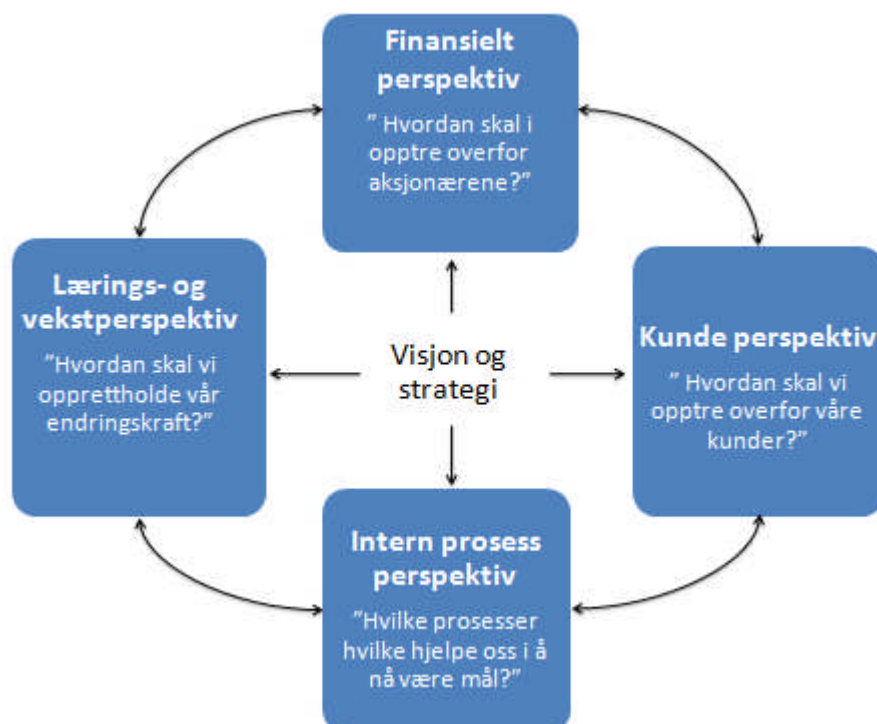 Finansielt
perspektiv
” Hvordan skal i
opptre overfor
aksjonærene?”
Lærings- og
vekstperspektiv
”Hvordan skal vi
opprettholde vår
endringskraft?”
Visjon og
strategi
Kunde perspektiv
” Hvordan skal vi
opptre overfor våre
kunder?”
Intern prosess
perspektiv
”Hvilke prosesser
hvilke hjelpe oss i å
nå være mål?”